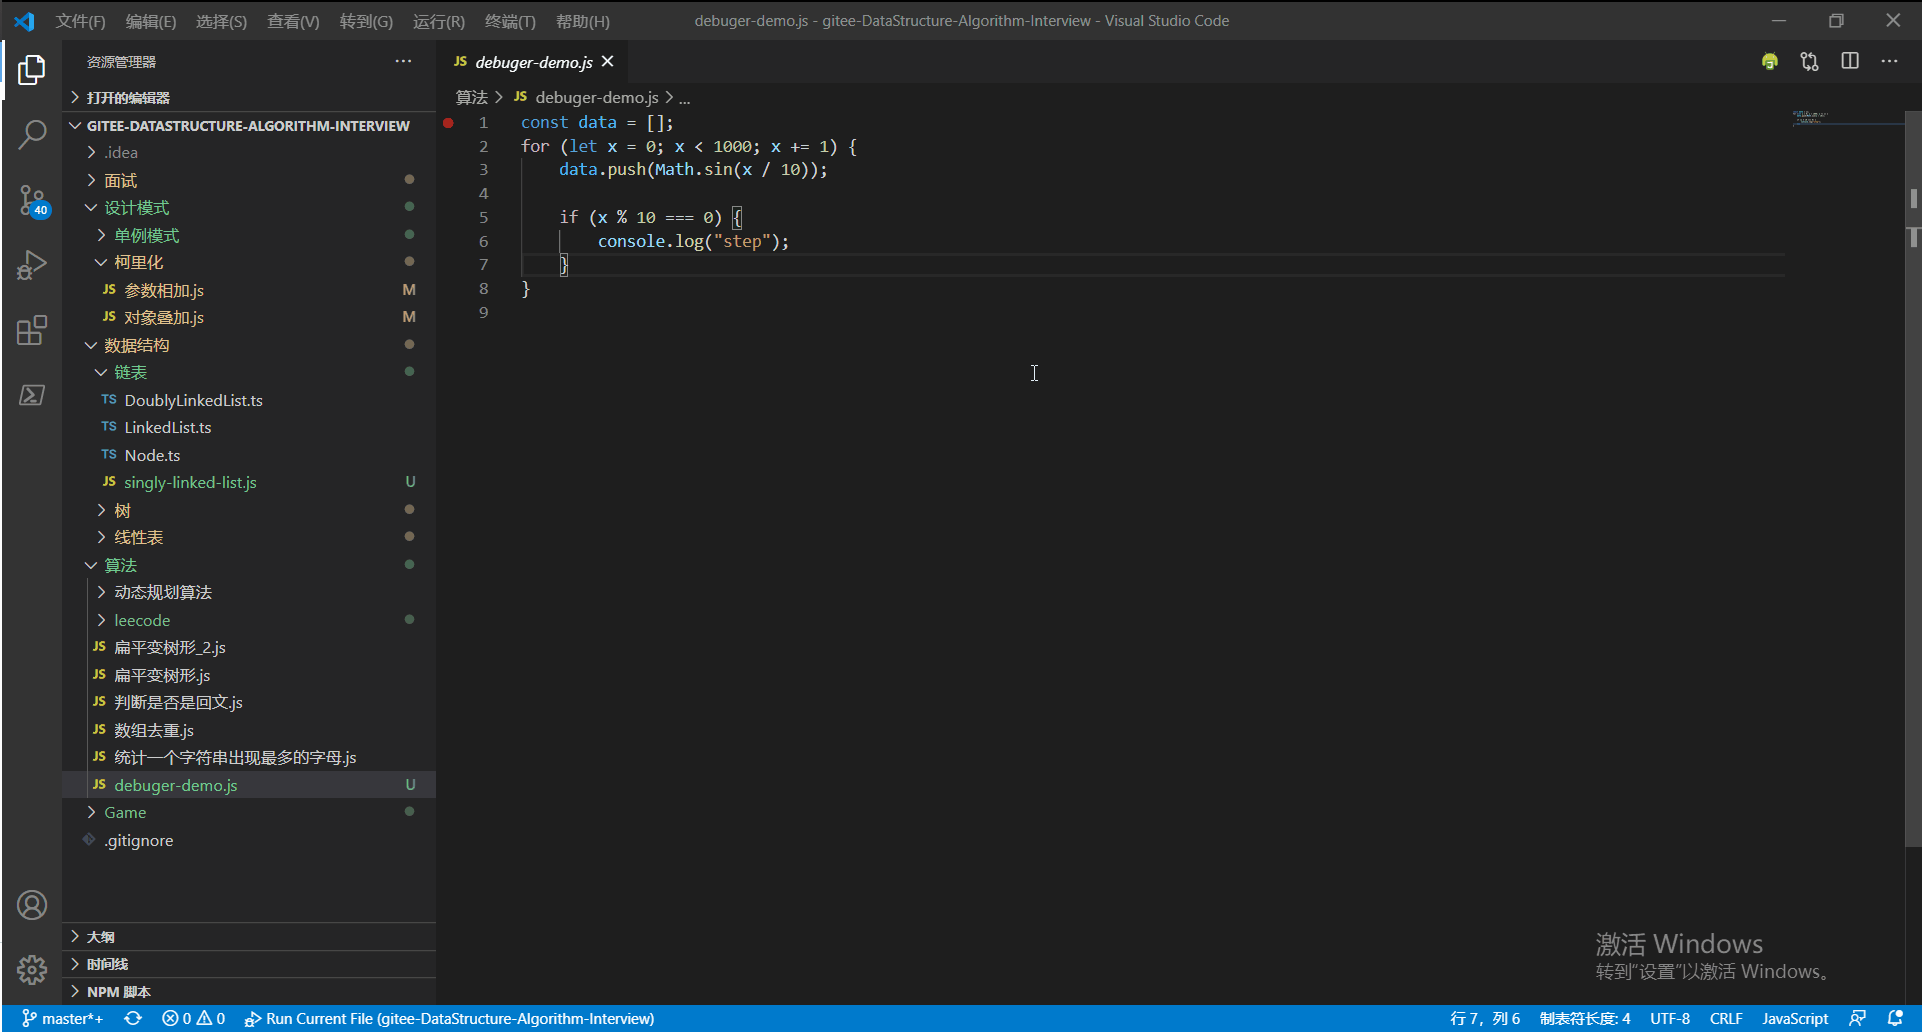 文件(F) 编辑(E) 选择(S) 查看(V) 转到(G) 运行(R) 终端(T) 帮助(H) debuger-demo.js - gitee-DataStructure-Algorithm-Interview - Visual Studio Code
资源管理器
打开的编辑器
GITEE-DATASTRUCTURE-ALGORITHM-INTERVIEW
.idea
面试
设计模式
单例模式
柯里化
JS 参数相加.js M
JS 对象叠加.js M
数据结构
链表
TS DoublyLinkedList.ts
TS LinkedList.ts
TS Node.ts
JS singly-linked-list.js U
树
线性表
算法
动态规划算法
leecode
JS 扁平变树形_2.js
JS 扁平变树形.js
JS 判断是否是回文.js
JS 数组去重.js
JS 统计一个字符串出现最多的字母.js
JS debuger-demo.js U
Game
.gitignore
大纲
时间线
NPM 脚本
40
JS debuger-demo.js
算法 > JS debuger-demo.js > ...
1 const data = [];
2 for (let x = 0; x < 1000; x += 1) {
3 data.push(Math.sin(x / 10));
4
5 if (x % 10 === 0) {
6 console.log("step");
7 }
8 }
9
激活 Windows
转到“设置”以激活 Windows。
master*+ 0 0 Run Current File (gitee-DataStructure-Algorithm-Interview) 行 7，列 6 制表符长度: 4 UTF-8 CRLF JavaScript